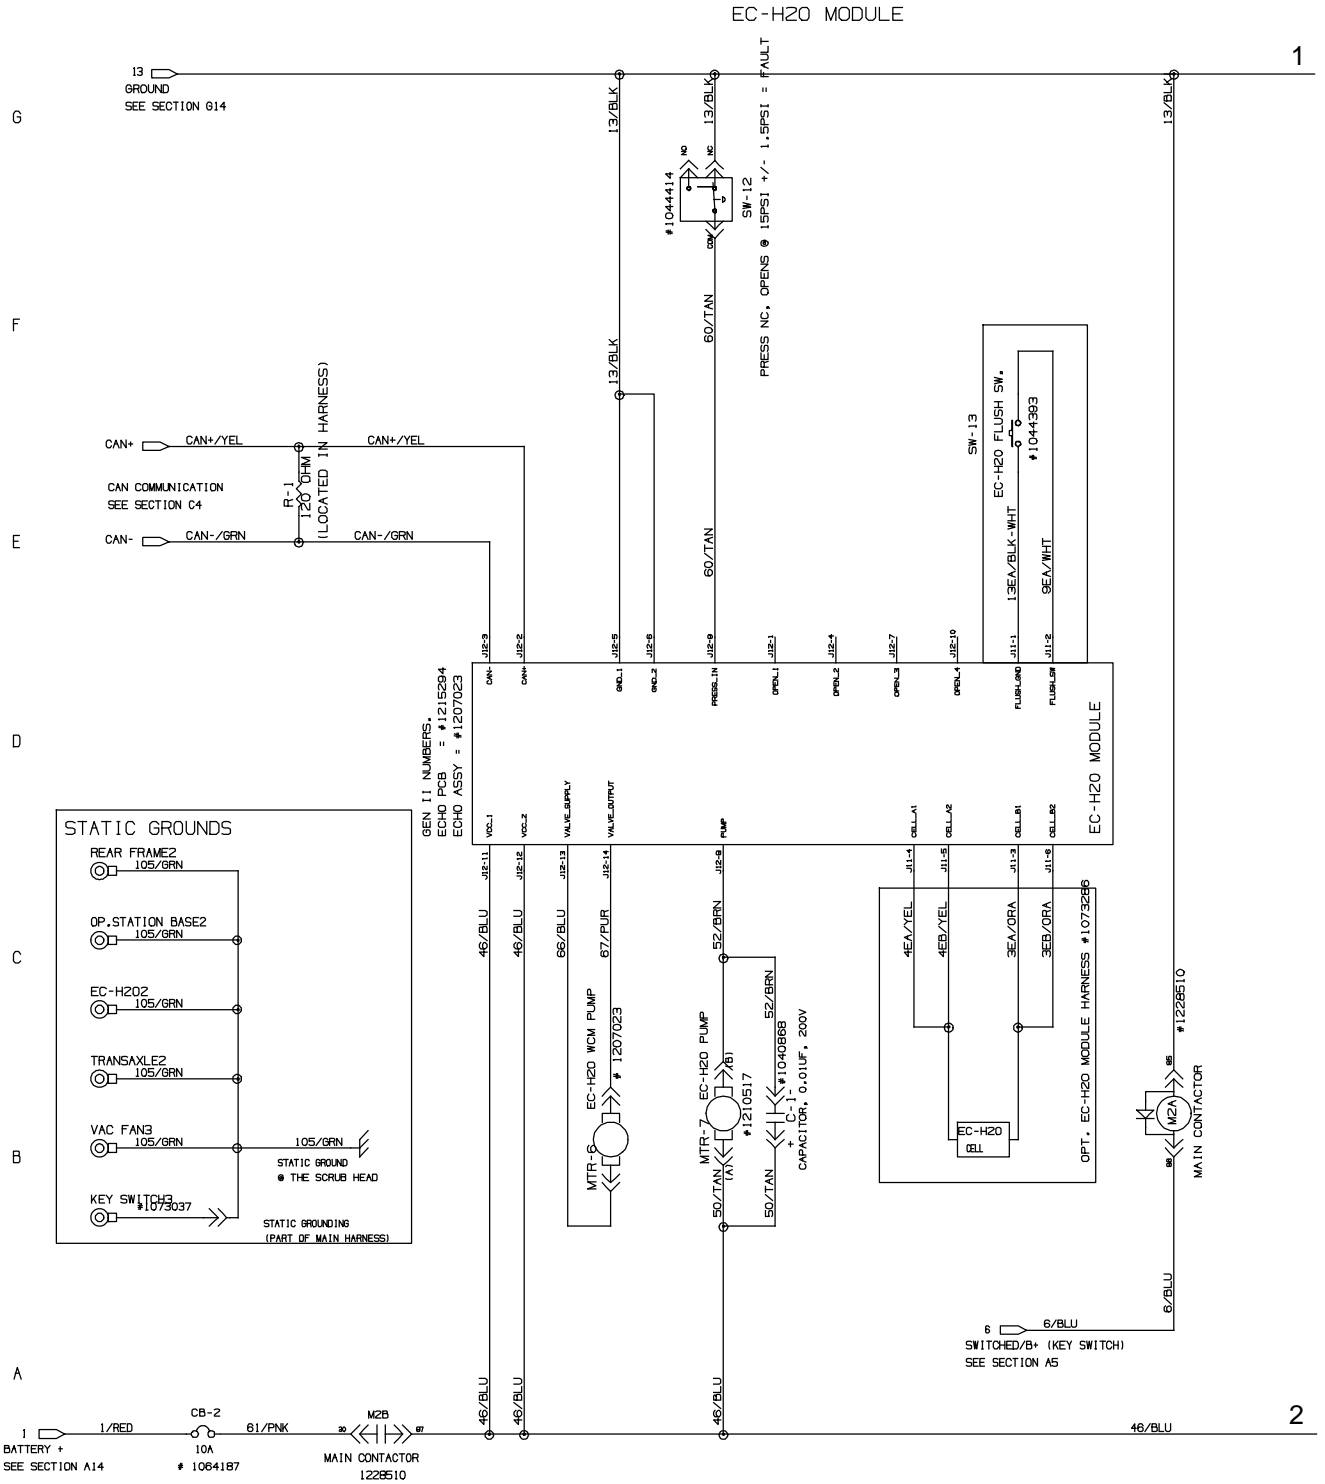 EC-H2O MODULE
1
13
GROUND
SEE SECTION G14
G
13/BLK
13/BLK
13/BLK
PRESS NC, OPENS @ 15PSI +/- 1.5PSI = FAULT
NO
NC
#1044414
SW-12
COM
F
60/TAN
13/BLK
SW-13
EC-H2O FLUSH SW.
#1044393
CAN+
CAN+/YEL
CAN+/YEL
CAN COMMUNICATION
SEE SECTION C4
R-1
120 OHM
(LOCATED IN HARNESS)
E
CAN-
CAN-/GRN
CAN-/GRN
60/TAN
13EA/BLK-WHT
9EA/WHT
J12-3
J12-2
J12-5
J12-6
J12-9
J12-1
J12-4
J12-7
J12-10
J11-1
J11-2
CAN-
CAN+
GND_1
GND_2
PRESS_IN
OPEN_1
OPEN_2
OPEN_3
OPEN_4
FLUSH_GND
FLUSH_SW
D
GEN II NUMBERS.
ECHO PCB = #1215294
ECHO ASSY = #1207023
EC-H2O MODULE
VCC_1
VCC_2
VALVE_SUPPLY
VALVE_OUTPUT
PUMP
CELL_A1
CELL_A2
CELL_B1
CELL_B2
J12-11
J12-12
J12-13
J12-14
J12-8
J11-4
J11-5
J11-3
J11-6
STATIC GROUNDS
REAR FRAME2
105/GRN
OP.STATION BASE2
105/GRN
C
46/BLU
46/BLU
66/BLU
67/PUR
52/BRN
4EA/YEL
4EB/YEL
3EA/ORA
3EB/ORA
EC-H2O2
105/GRN
52/BRN
TRANSAXLE2
105/GRN
EC-H2O WCM PUMP
# 1207023
MTR-6
EC-H2O PUMP
MTR-7
(B)
#1210517
(A)
#1040868
C-1
-
+
CAPACITOR, 0.01UF, 200V
OPT. EC-H2O MODULE HARNESS #1073286
#1228510
85
M2A
86
MAIN CONTACTOR
VAC FAN3
105/GRN
105/GRN
B
EC-H2O
CELL
STATIC GROUND
@ THE SCRUB HEAD
KEY SWITCH3
#1073037
50/TAN
50/TAN
STATIC GROUNDING
(PART OF MAIN HARNESS)
6/BLU
6
6/BLU
SWITCHED/B+ (KEY SWITCH)
SEE SECTION A5
A
46/BLU
46/BLU
46/BLU
CB-2
M2B
1
1/RED
61/PNK
30
87
46/BLU
2
BATTERY +
10A
MAIN CONTACTOR
SEE SECTION A14
# 1064187
1228510